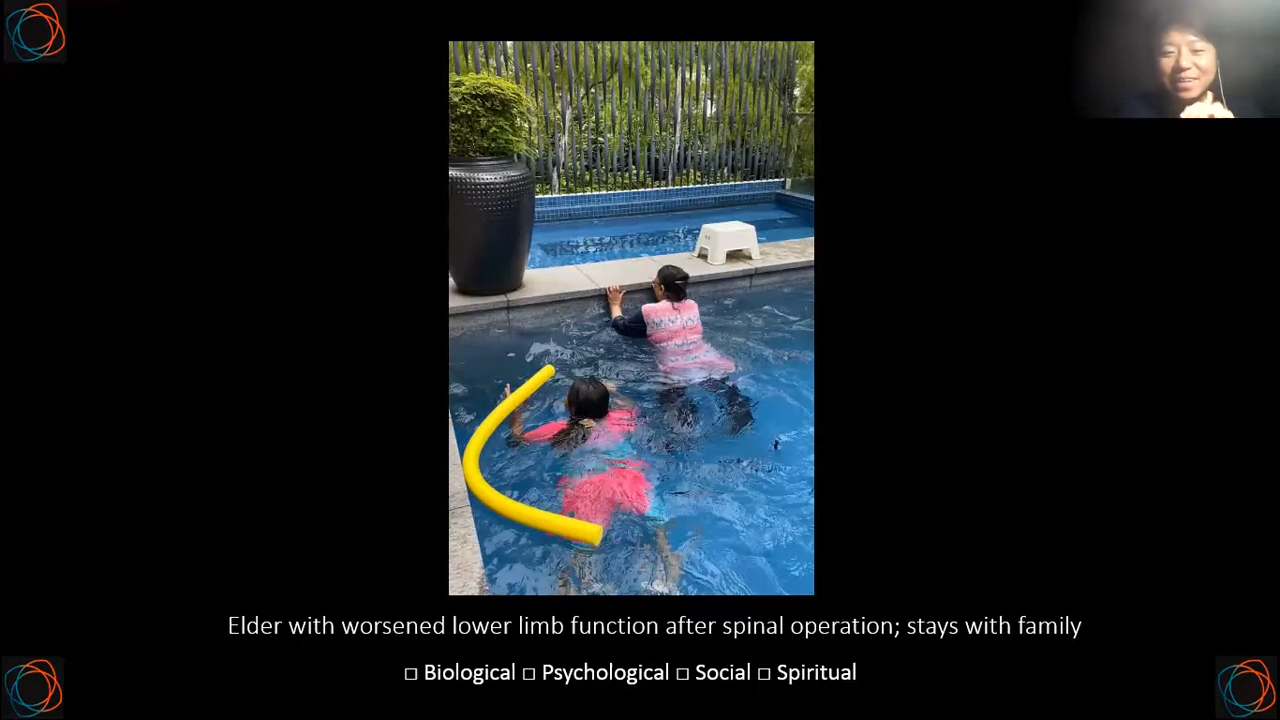 Elder with worsened lower limb function after spinal operation; stays with family
□ Biological □ Psychological □ Social □ Spiritual